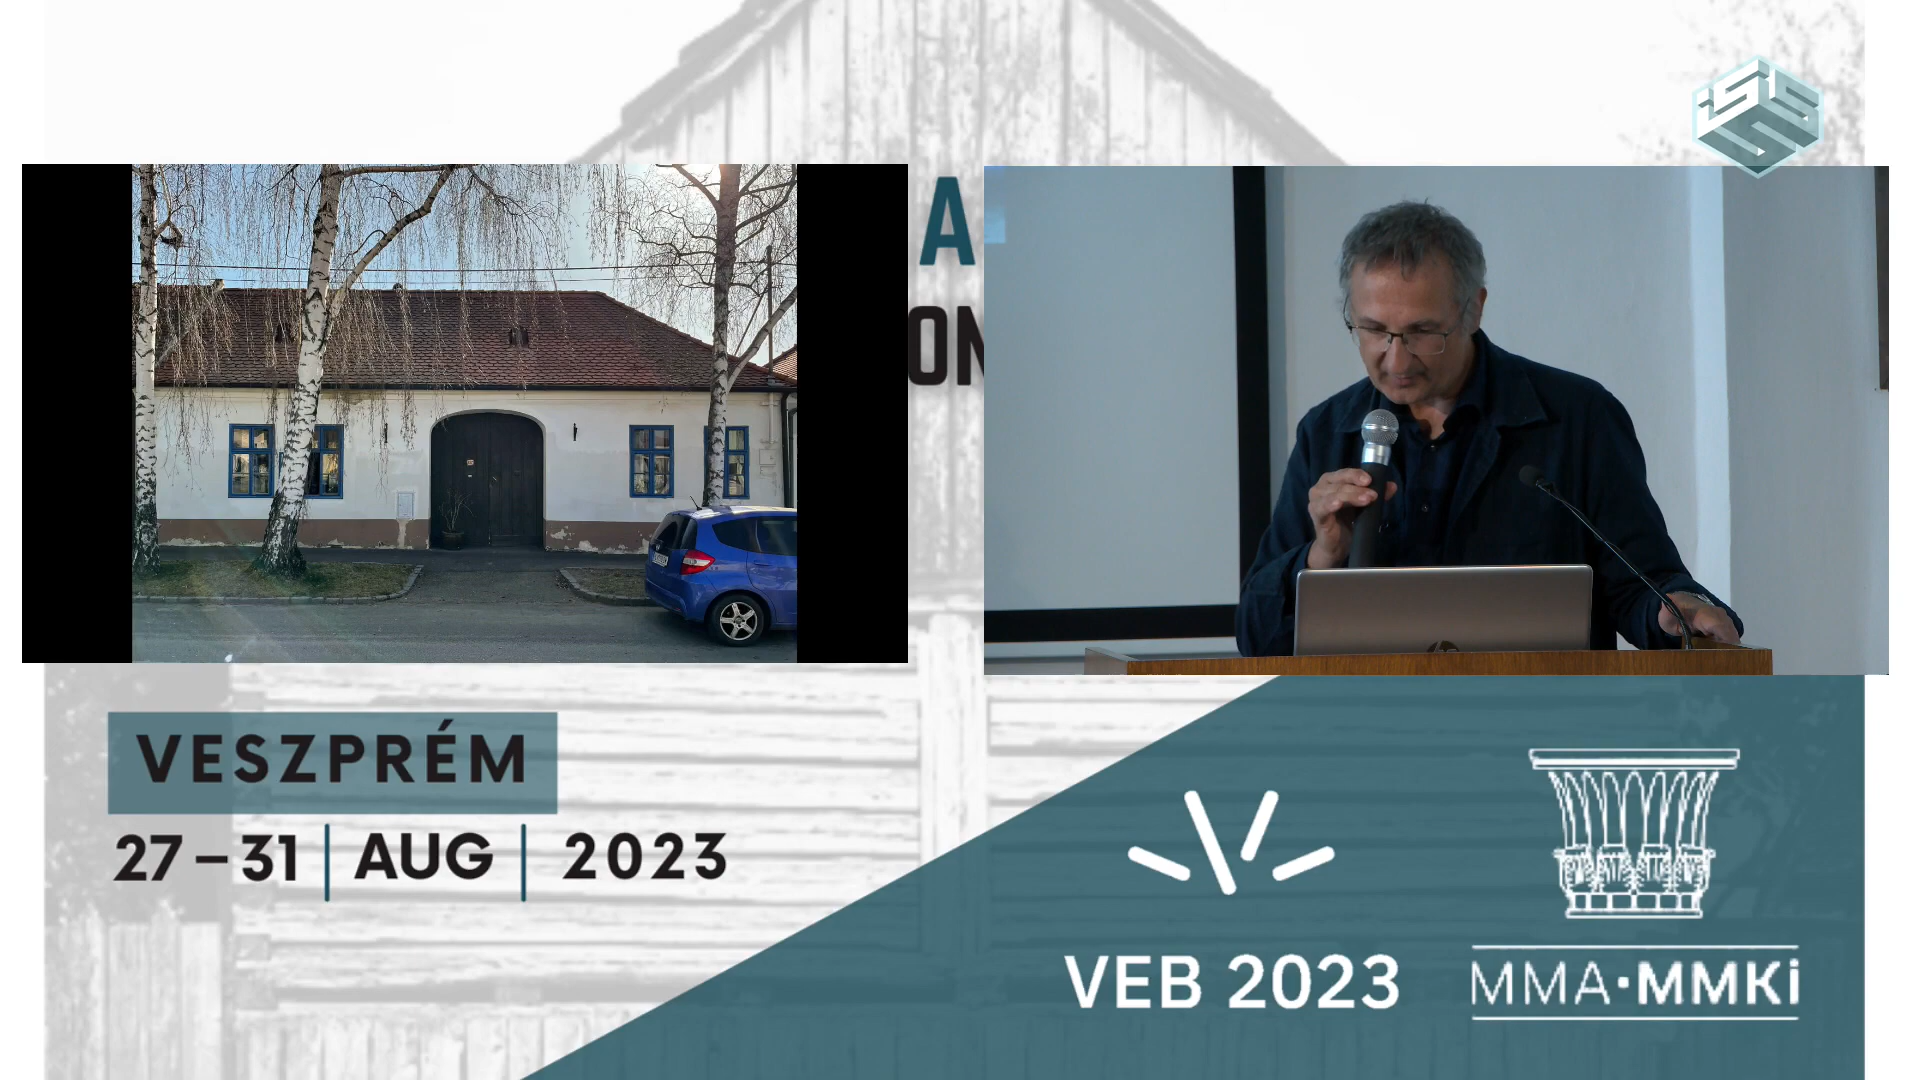 A
ON
VESZPRÉM
27–31 | AUG | 2023
VEB 2023
MMA•MMKi